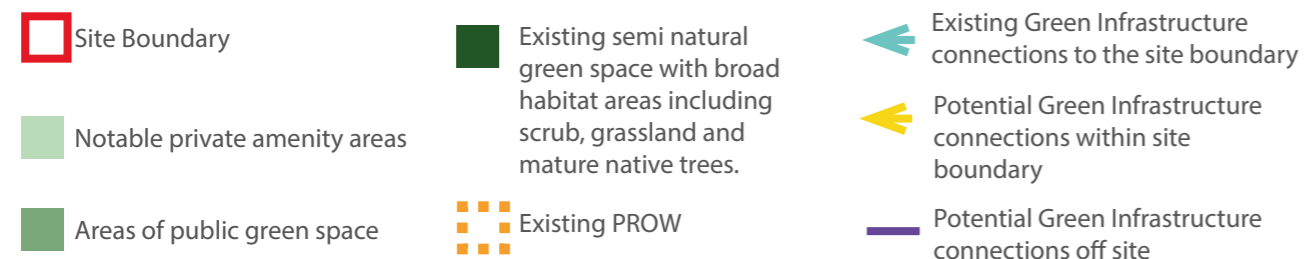 Site Boundary
Notable private amenity areas
Areas of public green space
Existing semi natural
green space with broad
habitat areas including
scrub, grassland and
mature native trees.
Existing PROW
Existing Green Infrastructure
connections to the site boundary
Potential Green Infrastructure
connections within site
boundary
Potential Green Infrastructure
connections off site